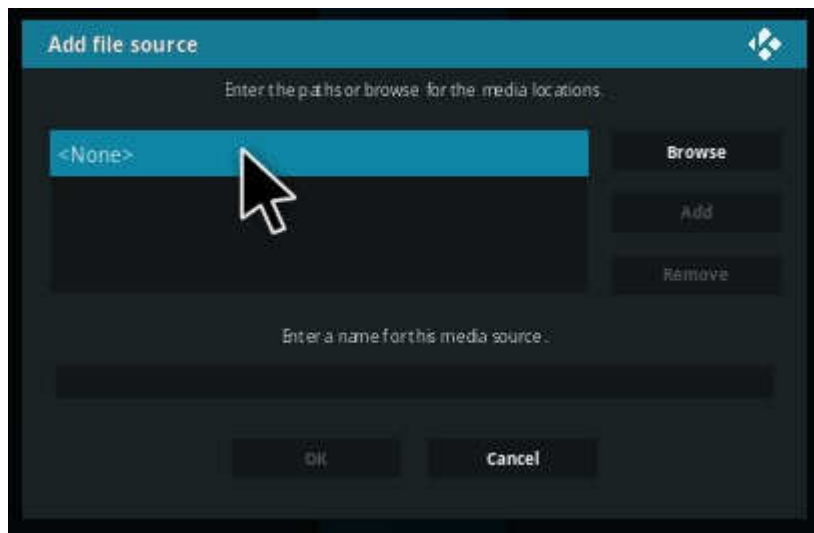 Add file source
Enter the paths or browse for the media locations.
<None>
Browse
Add
Remove
Enter a name for this media source.
OK
Cancel